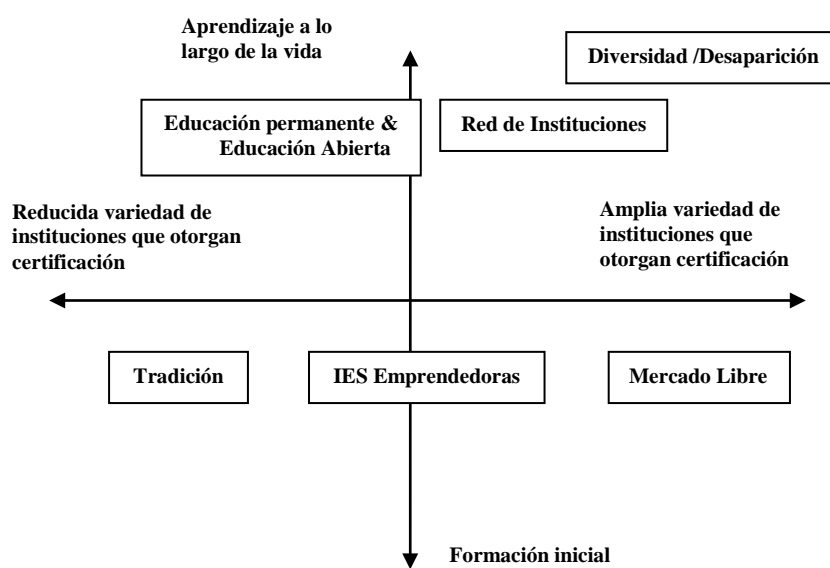 Aprendizaje a lo
largo de la vida
Diversidad /Desaparición
Educación permanente &
Educación Abierta
Red de Instituciones
Reducida variedad de
instituciones que otorgan
certificación
Amplia variedad de
instituciones que
otorgan certificación
Tradición
IES Emprendedoras
Mercado Libre
Formación inicial